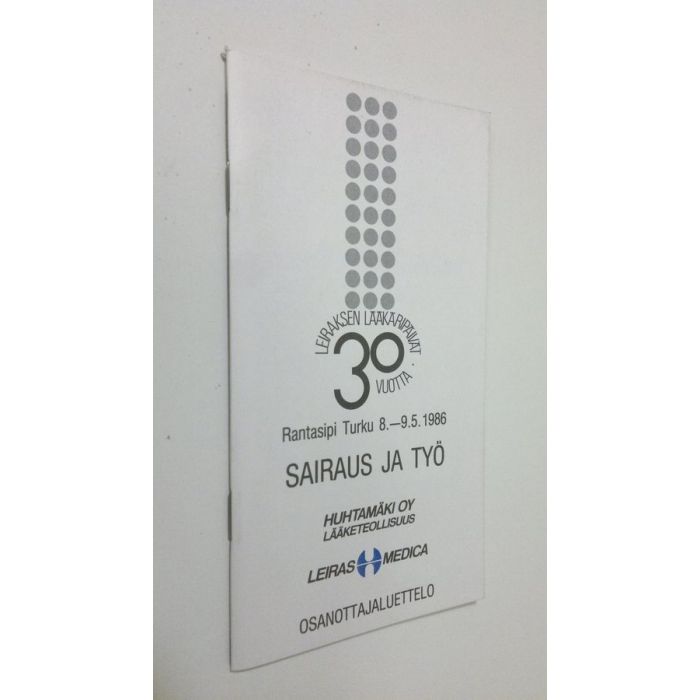 LEIRAKSEN LÄÄKÄRIPÄIVÄT
30
VUOTTA
Rantasipi Turku 8.—9.5.1986
SAIRAUS JA TYÖ
HUHTAMÄKI OY
LÄÄKETEOLLISUUS
LEIRAS MEDICA
OSANOTTAJALUETTELO